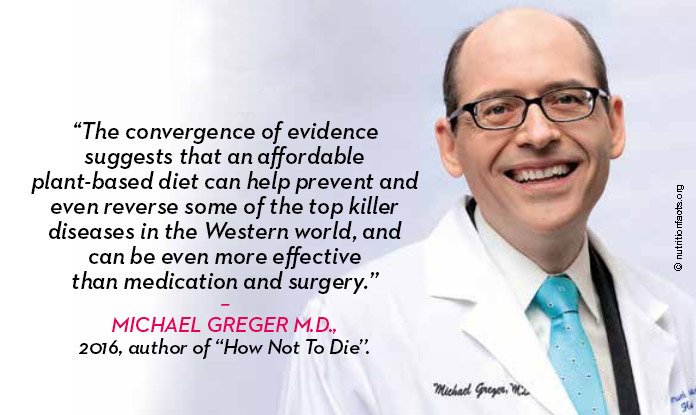 “The convergence of evidence
suggests that an affordable
plant-based diet can help prevent and
even reverse some of the top killer
diseases in the Western world, and
can be even more effective
than medication and surgery.”
–
MICHAEL GREGER M.D.,
2016, author of “How Not To Die”.
© nutritionfacts.org
Michael Greger, M.D.